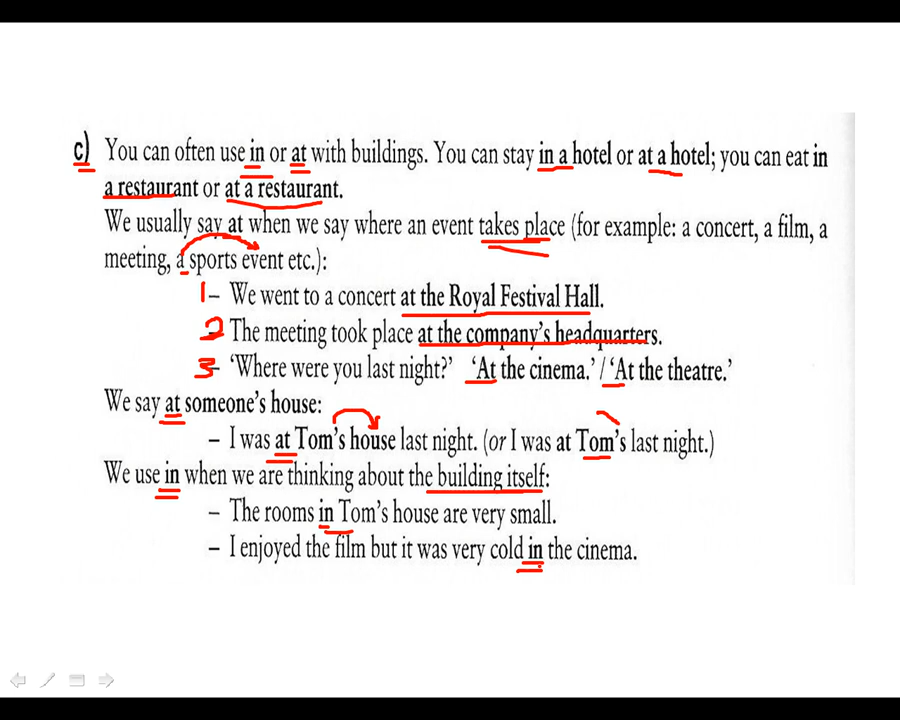 c) You can often use in or at with buildings. You can stay in a hotel or at a hotel; you can eat in
a restaurant or at a restaurant.
We usually say at when we say where an event takes place (for example: a concert, a film, a
meeting, a sports event etc.):
1 – We went to a concert at the Royal Festival Hall.
2 – The meeting took place at the company's headquarters.
3 – 'Where were you last night?' 'At the cinema.' / 'At the theatre.'
We say at someone's house:
– I was at Tom's house last night. (or I was at Tom's last night.)
We use in when we are thinking about the building itself:
– The rooms in Tom's house are very small.
– I enjoyed the film but it was very cold in the cinema.